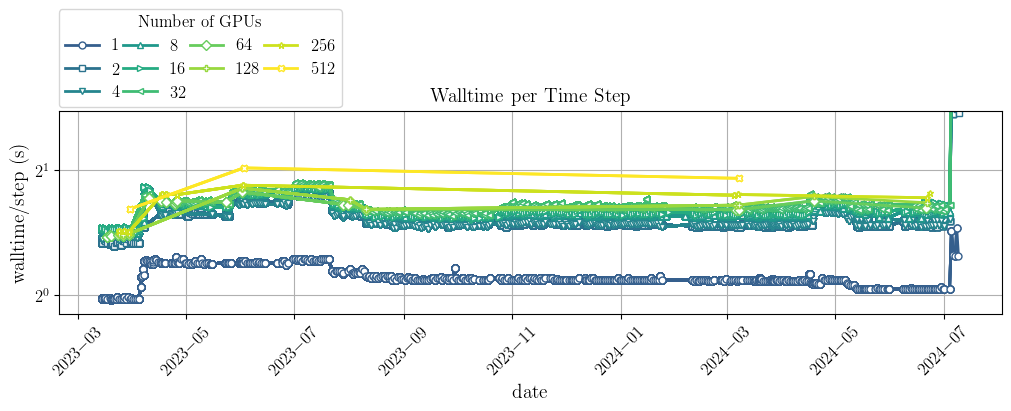 Number of GPUs
1 8 64 256
2 16 128 512
4 32
Walltime per Time Step
walltime/step (s)
2^1
2^0
2023−03 2023−05 2023−07 2023−09 2023−11 2024−01 2024−03 2024−05 2024−07
date